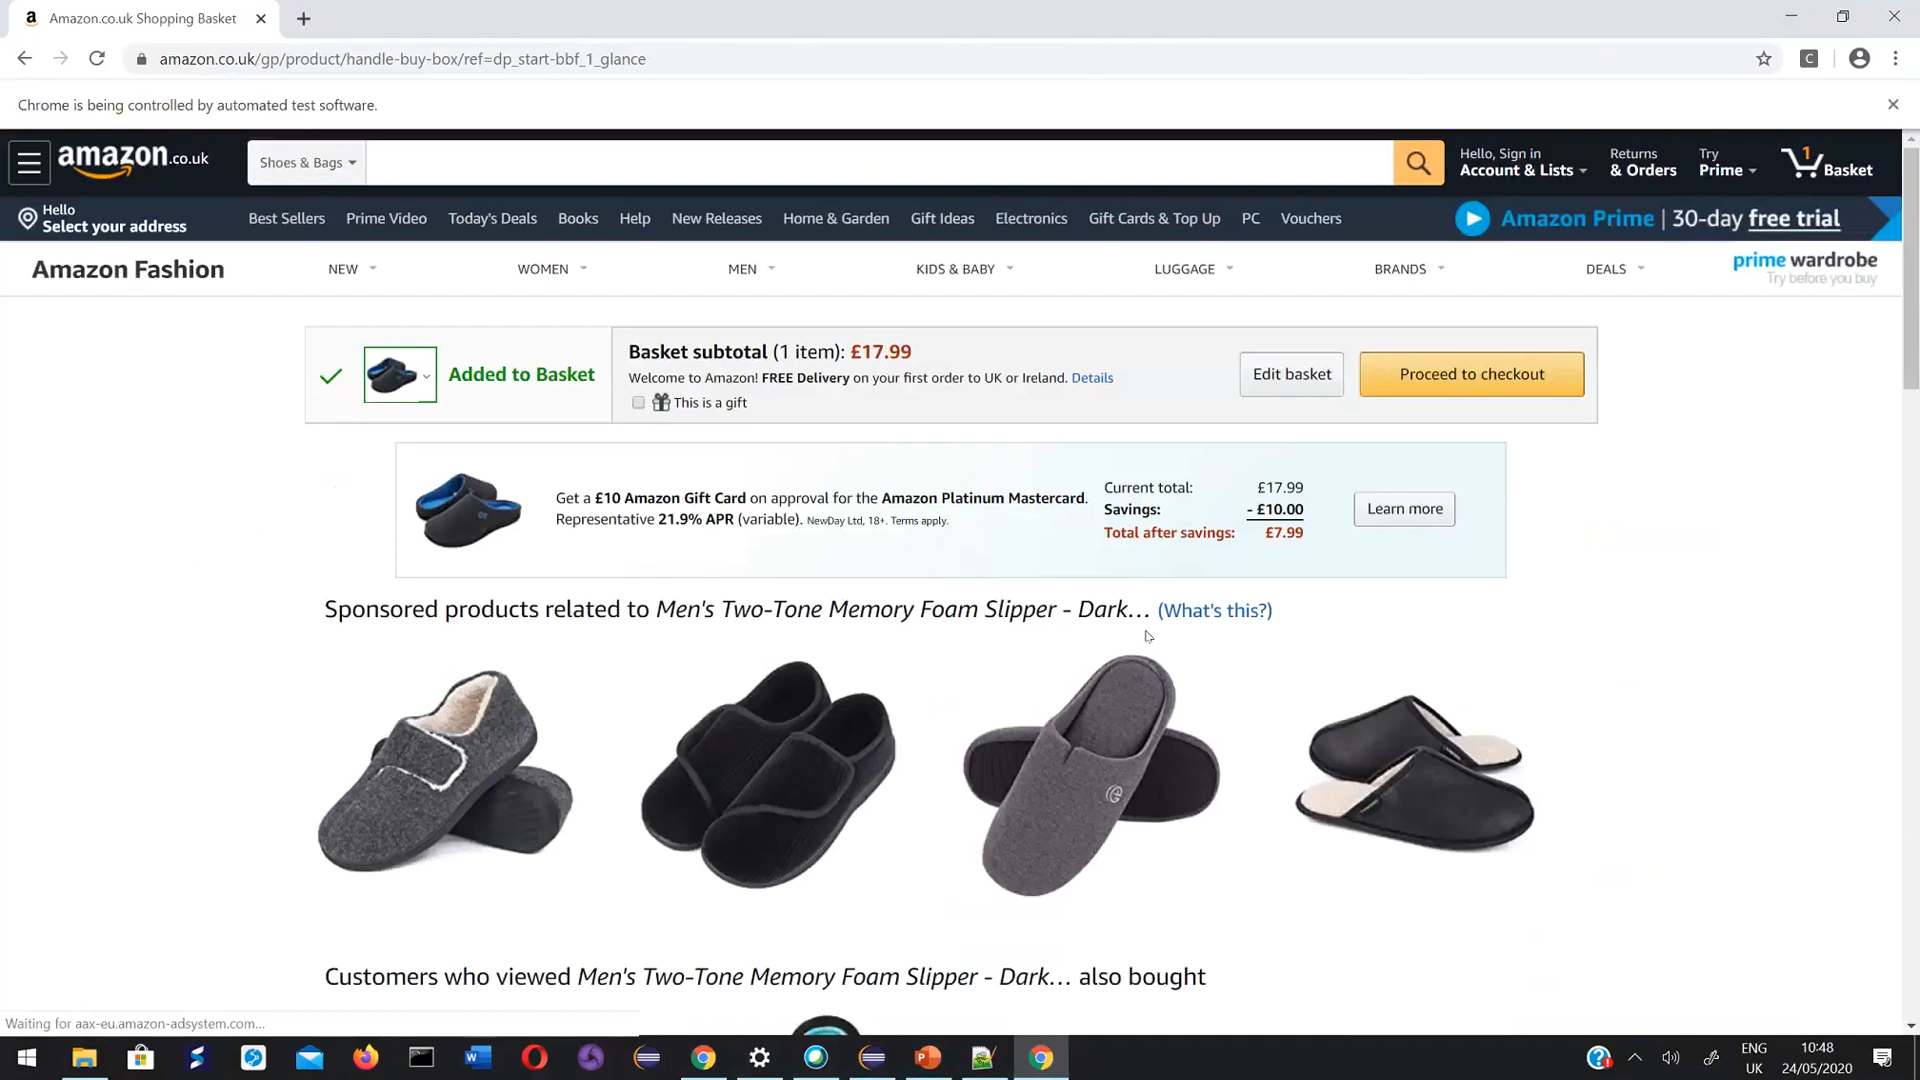 Amazon.co.uk Shopping Basket
amazon.co.uk/gp/product/handle-buy-box/ref=dp_start-bbf_1_glance
Chrome is being controlled by automated test software.
amazon.co.uk
Shoes & Bags
Hello, Sign in
Account & Lists
Returns
& Orders
Try
Prime
1
Basket
Hello
Select your address
Best Sellers Prime Video Today's Deals Books Help New Releases Home & Garden Gift Ideas Electronics Gift Cards & Top Up PC Vouchers
Amazon Prime | 30-day free trial
Amazon Fashion
NEW WOMEN MEN KIDS & BABY LUGGAGE BRANDS DEALS
prime wardrobe
Try before you buy
Added to Basket
Basket subtotal (1 item): £17.99
Welcome to Amazon! FREE Delivery on your first order to UK or Ireland. Details
This is a gift
Edit basket
Proceed to checkout
Get a £10 Amazon Gift Card on approval for the Amazon Platinum Mastercard.
Representative 21.9% APR (variable). NewDay Ltd, 18+. Terms apply.
Current total: £17.99
Savings: - £10.00
Total after savings: £7.99
Learn more
Sponsored products related to Men's Two-Tone Memory Foam Slipper - Dark... (What's this?)
Customers who viewed Men's Two-Tone Memory Foam Slipper - Dark... also bought
Waiting for aax-eu.amazon-adsystem.com...
ENG
UK
10:48
24/05/2020